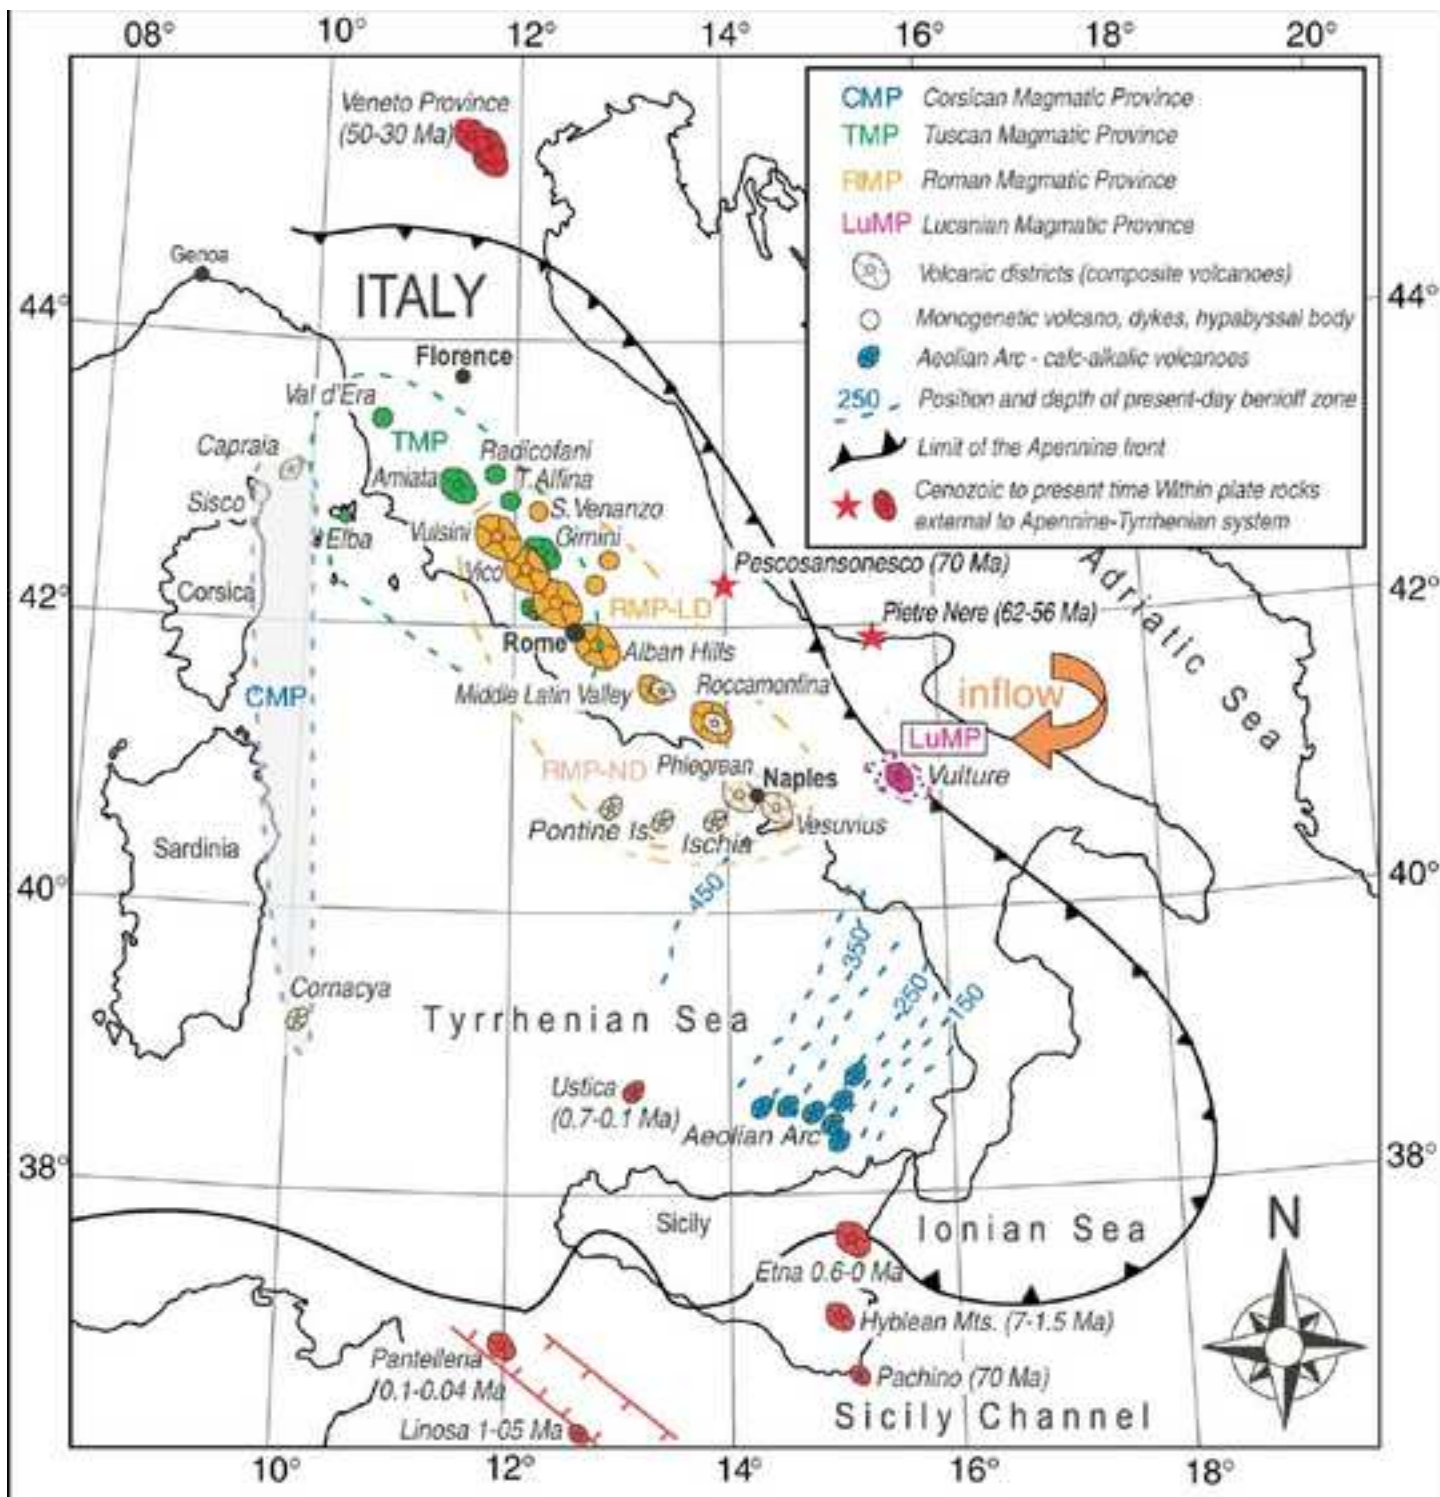 08° 10° 12° 14° 16° 18° 20°
Veneto Province
(50-30 Ma)
CMP Corsican Magmatic Province
TMP Tuscan Magmatic Province
RMP Roman Magmatic Province
LuMP Lucanian Magmatic Province
Volcanic districts (composite volcanoes)
Monogenetic volcano, dykes, hypabyssal body
Aeolian Arc - calc-alkalic volcanoes
250 Position and depth of present-day benioff zone
Limit of the Apennine front
Cenozoic to present time Within plate rocks
external to Apennine-Tyrrhenian system
Genoa
ITALY
44° 44°
Florence
Val d'Era
TMP
Capraia
Radicofani
Amiata
T.Alfina
Sisco
S.Venanzo
Vulsini
Cimini
Elba
Vico
Pescosansonesco (70 Ma)
Adriatic Sea
Corsica
42° 42°
RMP-LD
Pietre Nere (62-56 Ma)
Rome
Alban Hills
Middle Latin Valley
Roccamonfina
CMP
inflow
LuMP
RMP-ND
Phlegrean
Naples
Vulture
Pontine Is.
Ischia
Vesuvius
Sardinia
40° 40°
450
350
250
150
Cornacya
Tyrrhenian Sea
Ustica
(0.7-0.1 Ma)
Aeolian Arc
38° 38°
Sicily
Ionian Sea
N
Etna 0.6-0 Ma
Hyblean Mts. (7-1.5 Ma)
Pantelleria
0.1-0.04 Ma
Pachino (70 Ma)
Linosa 1-05 Ma
Sicily Channel
10° 12° 14° 16° 18°